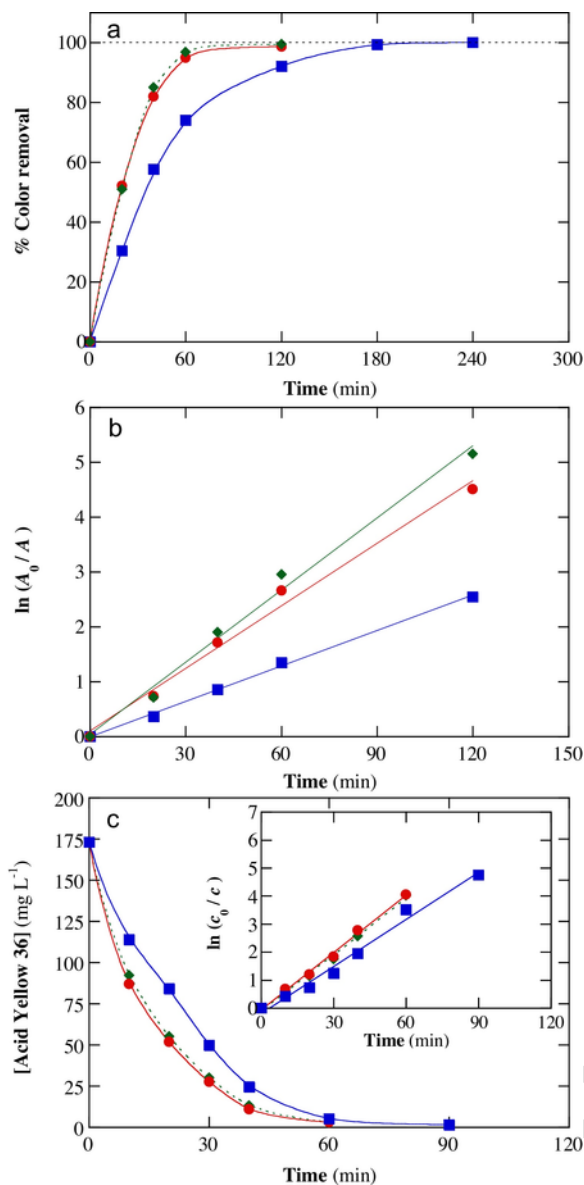 a
100
80
60
40
20
0
% Color removal
0 60 120 180 240 300
Time (min)
b
6
5
4
3
2
1
0
ln (A₀ / A)
0 30 60 90 120 150
Time (min)
c
200
175
150
125
100
75
50
25
0
[Acid Yellow 36] (mg L⁻¹)
7
6
5
4
3
2
1
0
ln (c₀ / c)
0 30 60 90 120
Time (min)
0 30 60 90 120
Time (min)